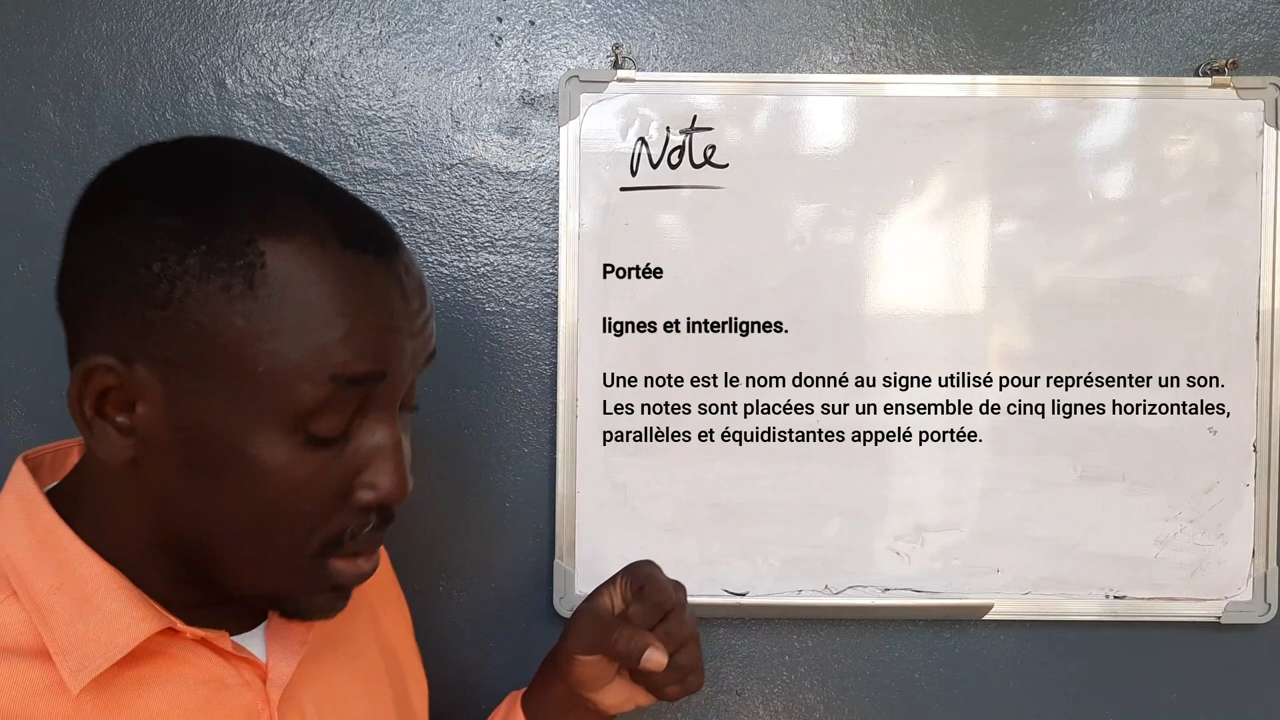 Note
Portée
lignes et interlignes.
Une note est le nom donné au signe utilisé pour représenter un son.
Les notes sont placées sur un ensemble de cinq lignes horizontales,
parallèles et équidistantes appelé portée.